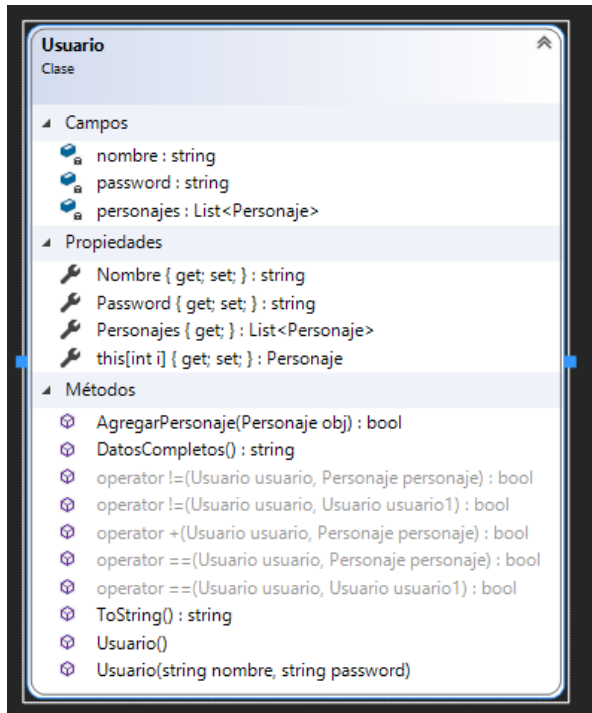 Usuario
Clase
Campos
nombre : string
password : string
personajes : List<Personaje>
Propiedades
Nombre { get; set; } : string
Password { get; set; } : string
Personajes { get; } : List<Personaje>
this[int i] { get; set; } : Personaje
Métodos
AgregarPersonaje(Personaje obj) : bool
DatosCompletos() : string
operator !=(Usuario usuario, Personaje personaje) : bool
operator !=(Usuario usuario, Usuario usuario1) : bool
operator +(Usuario usuario, Personaje personaje) : bool
operator ==(Usuario usuario, Personaje personaje) : bool
operator ==(Usuario usuario, Usuario usuario1) : bool
ToString() : string
Usuario()
Usuario(string nombre, string password)